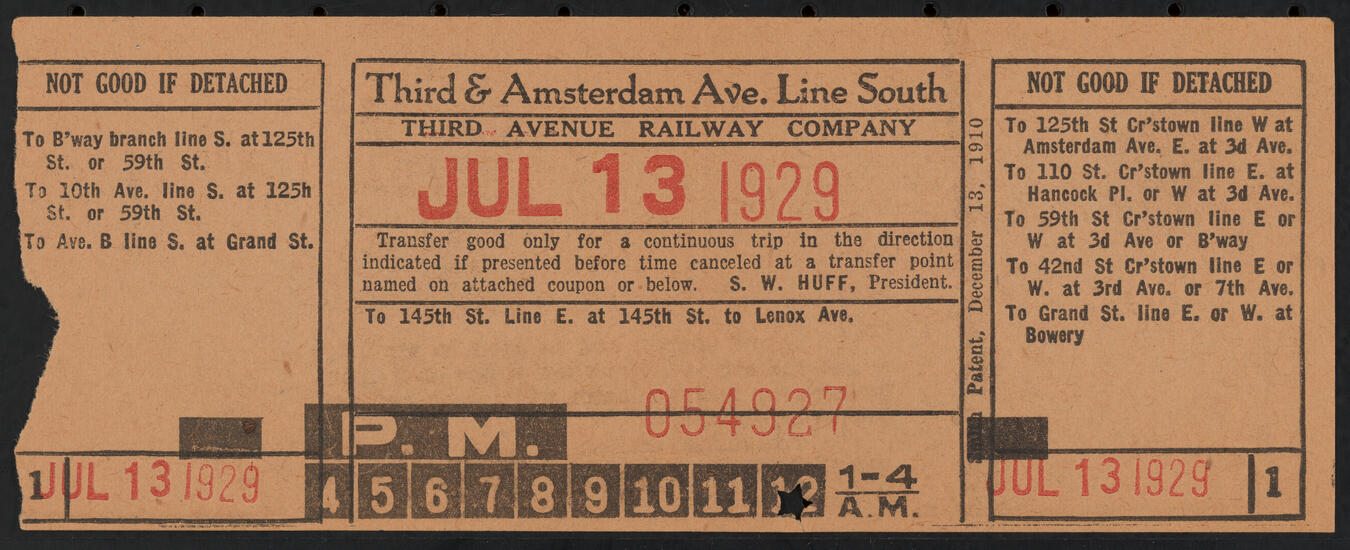 NOT GOOD IF DETACHED
To B'way branch line S. at 125th
St. or 59th St.
To 10th Ave. line S. at 125h
St. or 59th St.
To Ave. B line S. at Grand St.
1
JUL 13 1929
Third & Amsterdam Ave. Line South
THIRD AVENUE RAILWAY COMPANY
JUL 13 1929
Transfer good only for a continuous trip in the direction
indicated if presented before time canceled at a transfer point
named on attached coupon or below. S. W. HUFF, President.
To 145th St. Line E. at 145th St. to Lenox Ave.
054927
P. M.
4 5 6 7 8 9 10 11 12 1-4
A.M.
Patent, December 13, 1910
NOT GOOD IF DETACHED
To 125th St Cr'stown line W at
Amsterdam Ave. E. at 3d Ave.
To 110 St. Cr'stown line E. at
Hancock Pl. or W at 3d Ave.
To 59th St Cr'stown line E or
W at 3d Ave or B'way
To 42nd St Cr'stown line E or
W. at 3rd Ave. or 7th Ave.
To Grand St. line E. or W. at
Bowery
JUL 13 1929
1